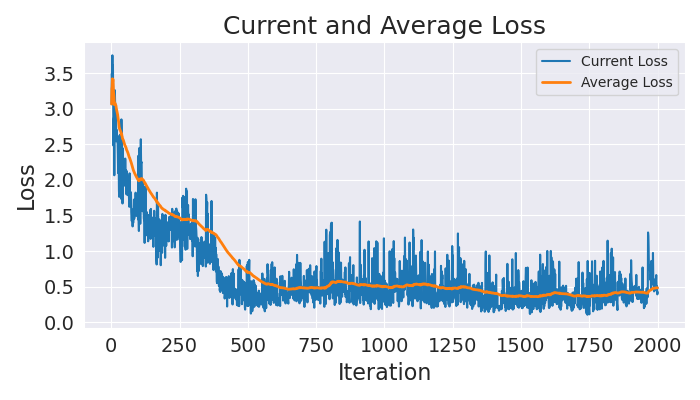 Current and Average Loss
Current Loss
Average Loss
3.5
3.0
2.5
2.0
1.5
1.0
0.5
0.0
Loss
0 250 500 750 1000 1250 1500 1750 2000
Iteration